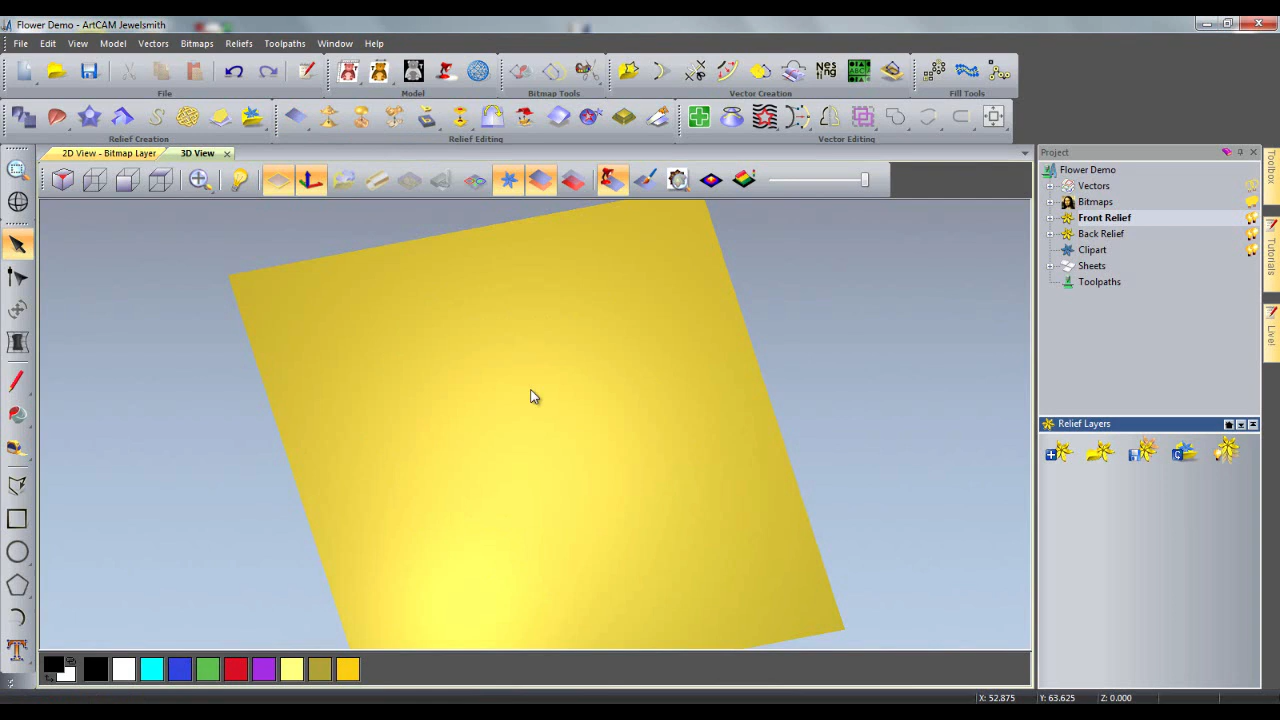 Flower Demo - ArtCAM Jewelsmith
File Edit View Model Vectors Bitmaps Reliefs Toolpaths Window Help
Nes
ting
ABC
File Model Bitmap Tools Vector Creation Fill Tools
Relief Creation Relief Editing Vector Editing
2D View - Bitmap Layer 3D View
Project
Flower Demo
Vectors
Bitmaps
Front Relief
Back Relief
Clipart
Sheets
Toolpaths
Toolbox
Tutorials
Live!
Relief Layers
X: 52.875 Y: 63.625 Z: 0.000